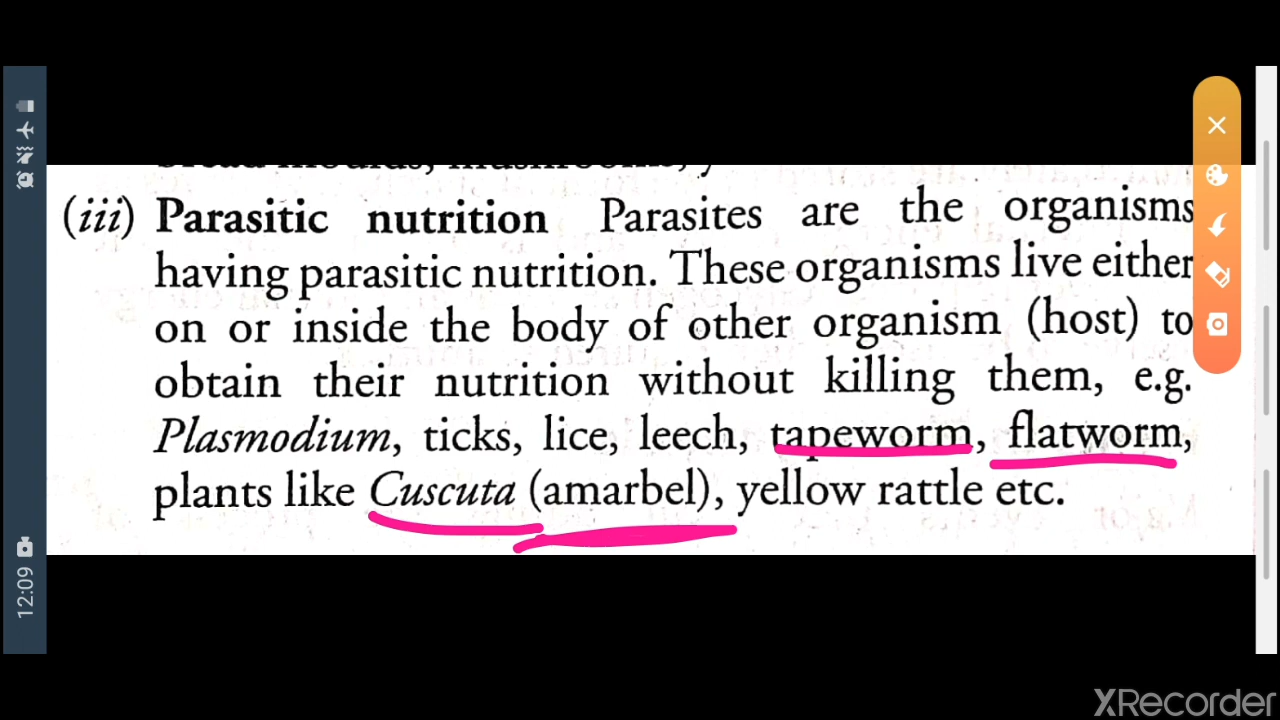 (iii) Parasitic nutrition Parasites are the organisms
having parasitic nutrition. These organisms live either
on or inside the body of other organism (host) to
obtain their nutrition without killing them, e.g.
Plasmodium, ticks, lice, leech, tapeworm, flatworm,
plants like Cuscuta (amarbel), yellow rattle etc.
12:09
XRecorder